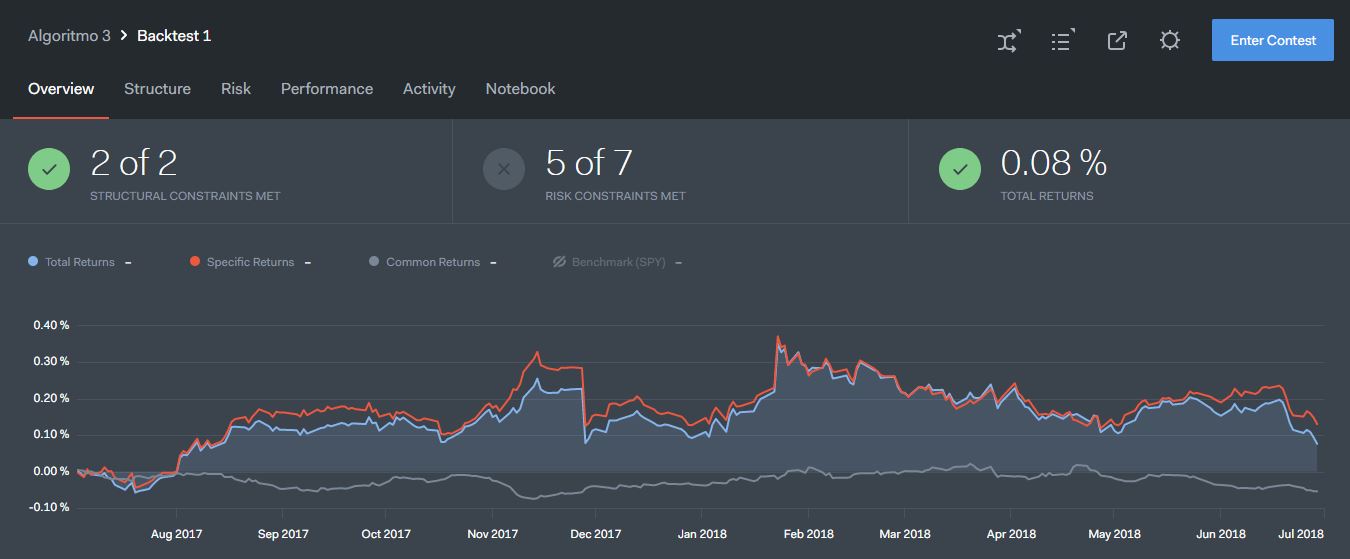 Algoritmo 3 > Backtest 1
Enter Contest
Overview Structure Risk Performance Activity Notebook
2 of 2
STRUCTURAL CONSTRAINTS MET
5 of 7
RISK CONSTRAINTS MET
0.08 %
TOTAL RETURNS
Total Returns – Specific Returns – Common Returns – Benchmark (SPY) –
0.40 %
0.30 %
0.20 %
0.10 %
0.00 %
-0.10 %
Aug 2017 Sep 2017 Oct 2017 Nov 2017 Dec 2017 Jan 2018 Feb 2018 Mar 2018 Apr 2018 May 2018 Jun 2018 Jul 2018